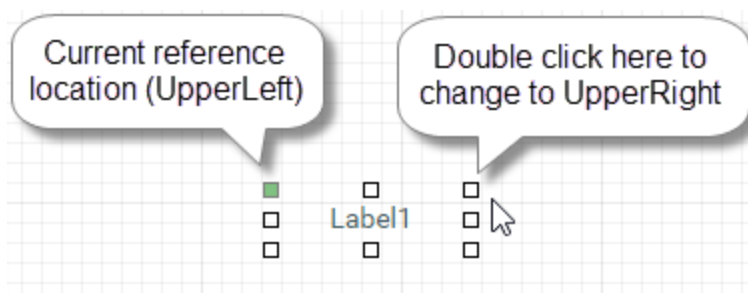 Current reference
location (UpperLeft)
Double click here to
change to UpperRight
Label1